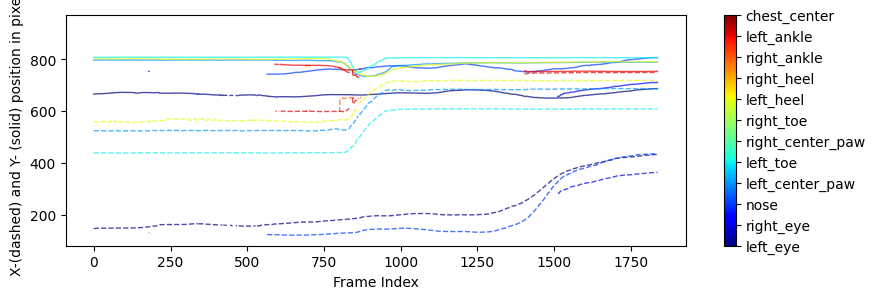 X-(dashed) and Y- (solid) position in pixe
800
600
400
200
0
250
500
750
1000
1250
1500
1750
Frame Index
chest_center
left_ankle
right_ankle
right_heel
left_heel
right_toe
right_center_paw
left_toe
left_center_paw
nose
right_eye
left_eye